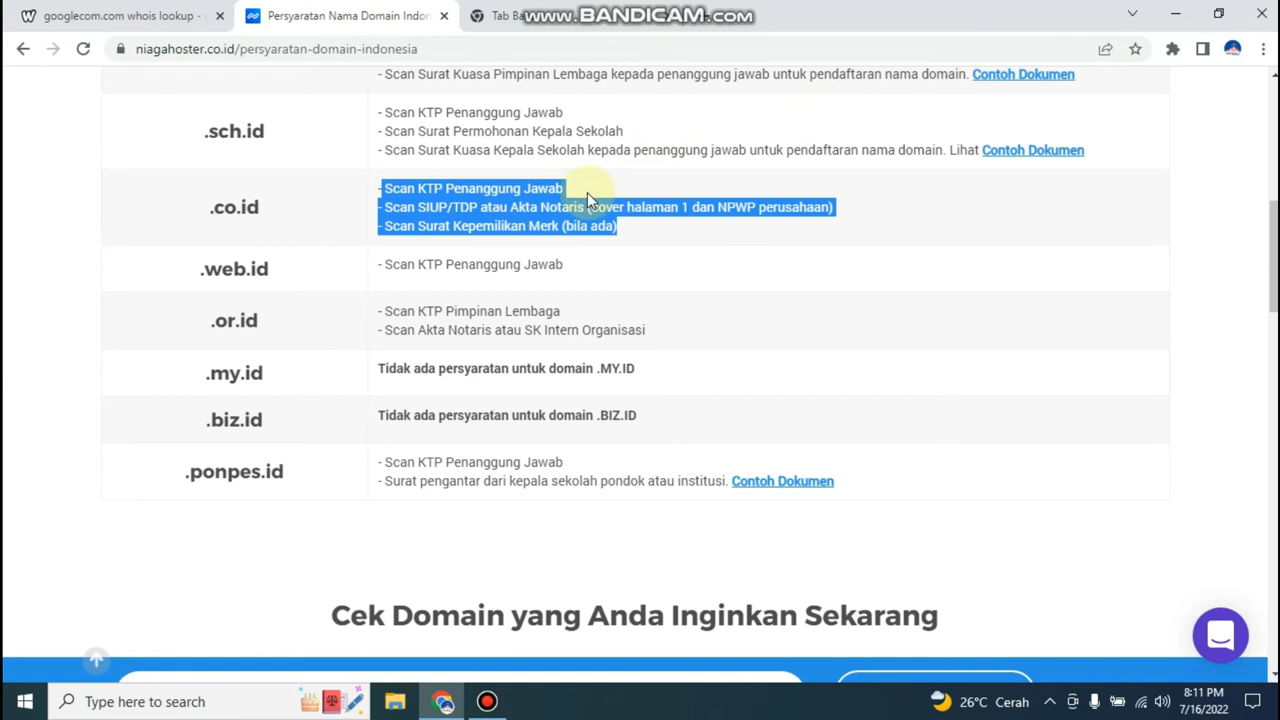 googlecom.com whois lookup -
Persyaratan Nama Domain Indon
Tab Ba
www.BANDICAM.com
niagahoster.co.id/persyaratan-domain-indonesia
- Scan Surat Kuasa Pimpinan Lembaga kepada penanggung jawab untuk pendaftaran nama domain. Contoh Dokumen
.sch.id
- Scan KTP Penanggung Jawab
- Scan Surat Permohonan Kepala Sekolah
- Scan Surat Kuasa Kepala Sekolah kepada penanggung jawab untuk pendaftaran nama domain. Lihat Contoh Dokumen
.co.id
- Scan KTP Penanggung Jawab
- Scan SIUP/TDP atau Akta Notaris (cover halaman 1 dan NPWP perusahaan)
- Scan Surat Kepemilikan Merk (bila ada)
.web.id
- Scan KTP Penanggung Jawab
.or.id
- Scan KTP Pimpinan Lembaga
- Scan Akta Notaris atau SK Intern Organisasi
.my.id
Tidak ada persyaratan untuk domain .MY.ID
.biz.id
Tidak ada persyaratan untuk domain .BIZ.ID
.ponpes.id
- Scan KTP Penanggung Jawab
- Surat pengantar dari kepala sekolah pondok atau institusi. Contoh Dokumen
Cek Domain yang Anda Inginkan Sekarang
Type here to search
26°C Cerah
8:11 PM
7/16/2022